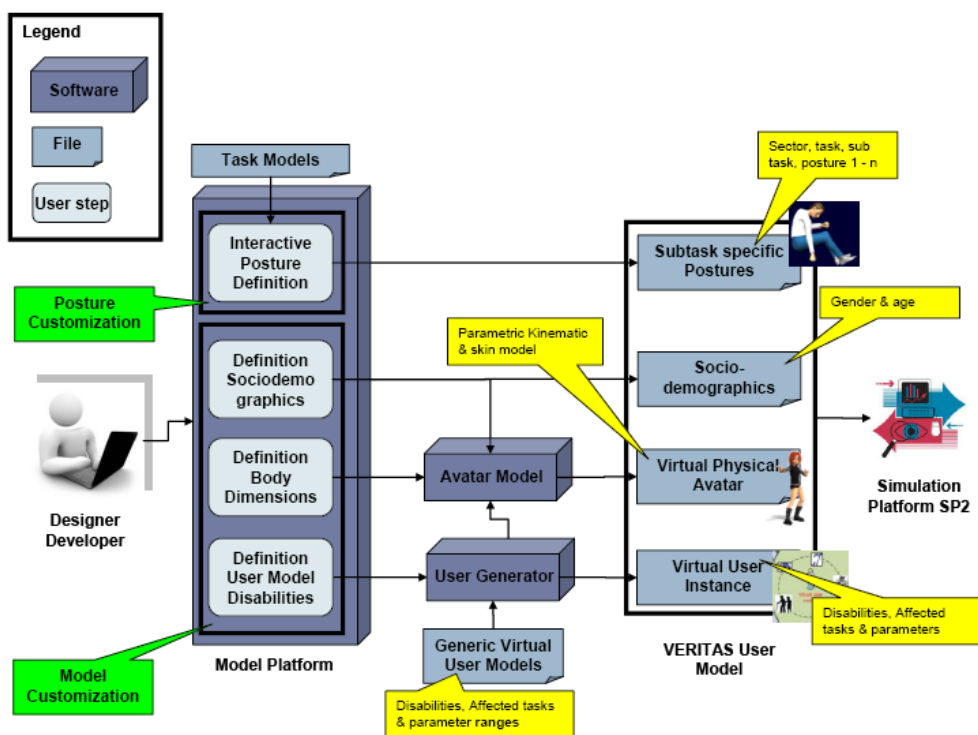 Legend
Software
File
User step
Task Models
Interactive
Posture
Definition
Posture
Customization
Definition
Sociodemo
graphics
Definition
Body
Dimensions
Definition
User Model
Disabilities
Model
Customization
Model Platform
Designer
Developer
Parametric Kinematic
& skin model
Avatar Model
User Generator
Generic Virtual
User Models
Disabilities, Affected tasks
& parameter ranges
Sector, task, sub
task, posture 1 - n
Subtask specific
Postures
Gender & age
Socio-
demographics
Virtual Physical
Avatar
Virtual User
Instance
Disabilities, Affected
tasks & parameters
VERITAS User
Model
Simulation
Platform SP2